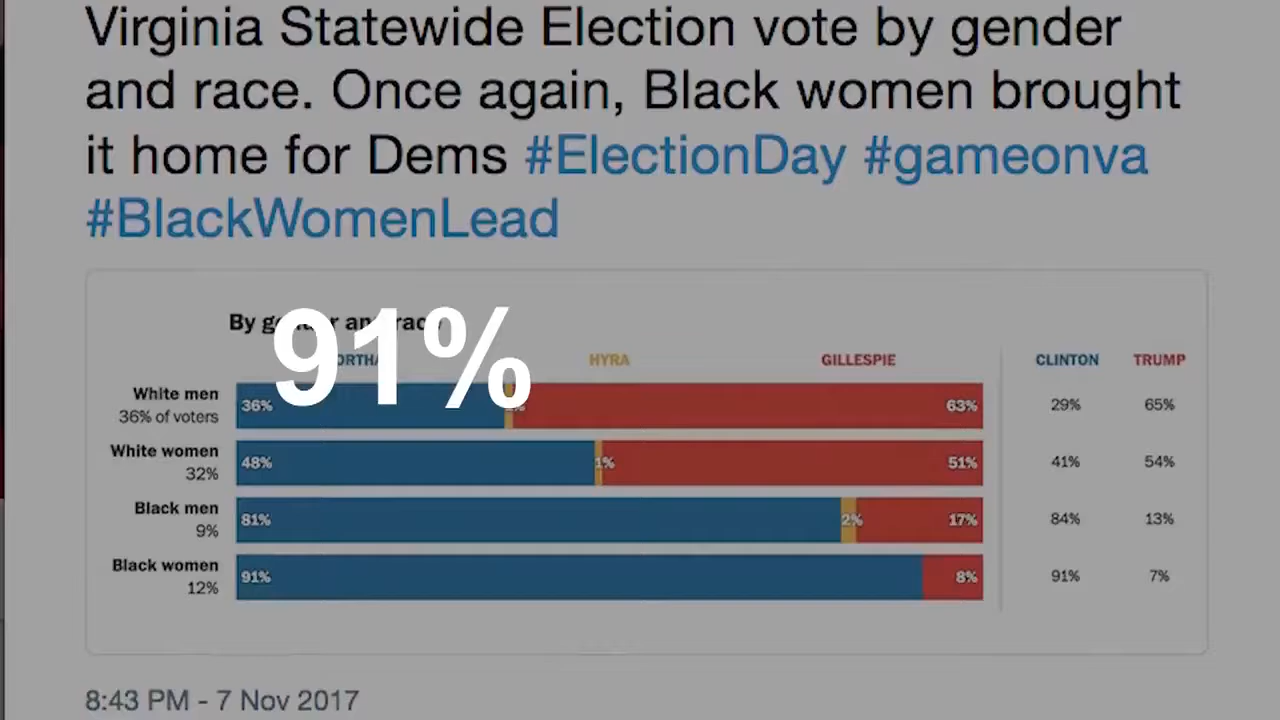 Virginia Statewide Election vote by gender
and race. Once again, Black women brought
it home for Dems #ElectionDay #gameonva
#BlackWomenLead
91%
By and
HYRA GILLESPIE CLINTON TRUMP
White men
36% of voters
36% 63% 29% 65%
White women
32%
48% 1% 51% 41% 54%
Black men
9%
81% 2% 17% 84% 13%
Black women
12%
91% 8% 91% 7%
8:43 PM - 7 Nov 2017